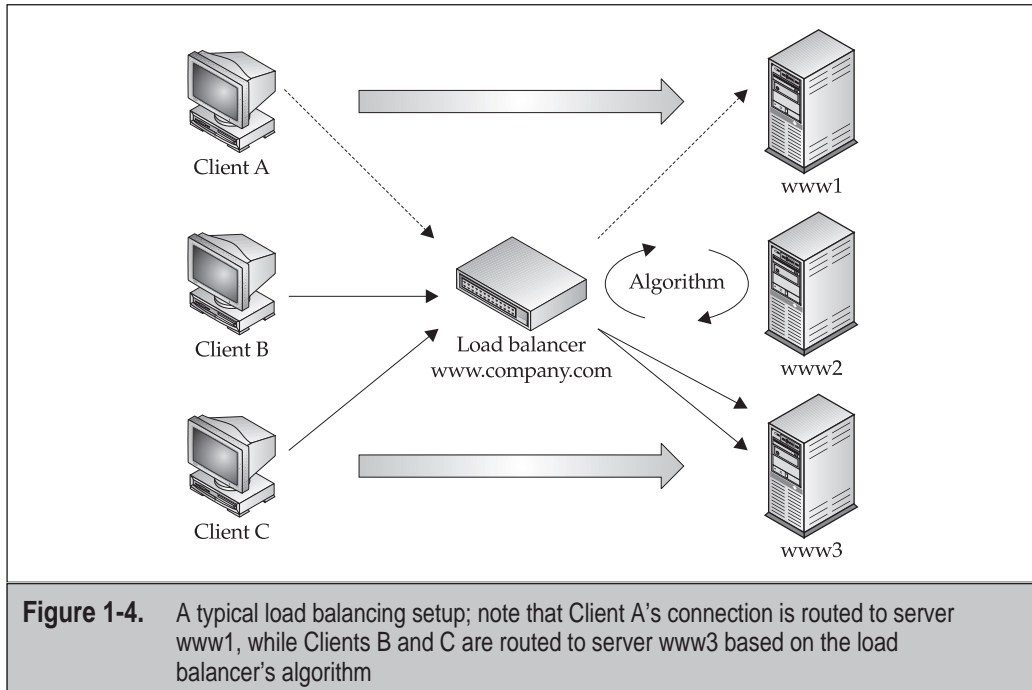 Client A
www1
Client B
Algorithm
Load balancer
www.company.com
www2
Client C
www3
Figure 1-4. A typical load balancing setup; note that Client A's connection is routed to server
www1, while Clients B and C are routed to server www3 based on the load
balancer's algorithm